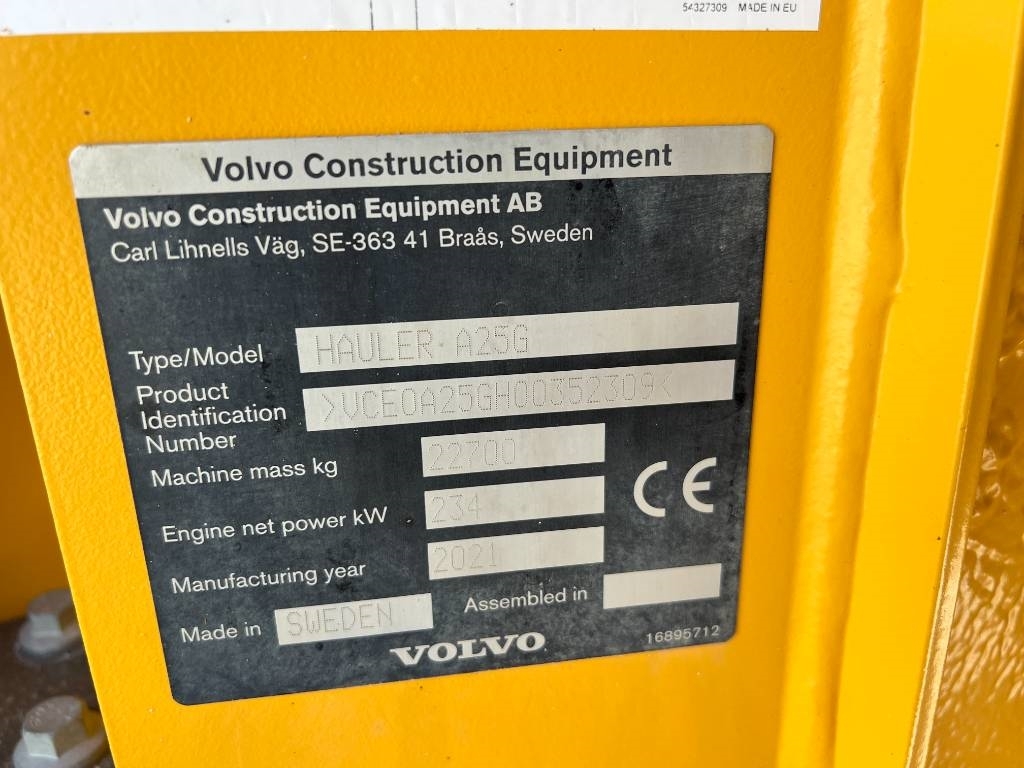 54327309 MADE IN EU
Volvo Construction Equipment
Volvo Construction Equipment AB
Carl Lihnells Väg, SE-363 41 Braås, Sweden
Type/Model HAULER A25G
Product
Identification
Number >VCE0A25GH00352309<
Machine mass kg 22700
Engine net power kW 234
Manufacturing year 2021
Made in SWEDEN Assembled in
VOLVO 16895712
CE